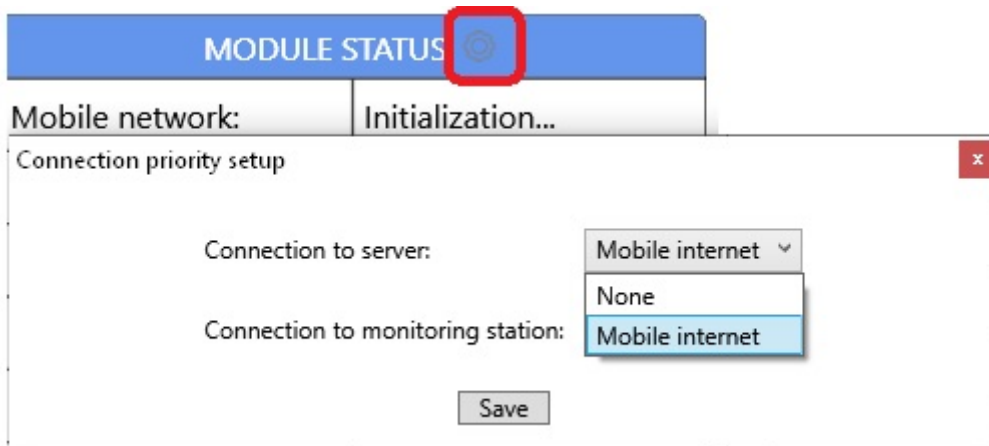 MODULE STATUS
Mobile network: Initialization...
Connection priority setup
x
Connection to server: Mobile internet
None
Connection to monitoring station: Mobile internet
Save